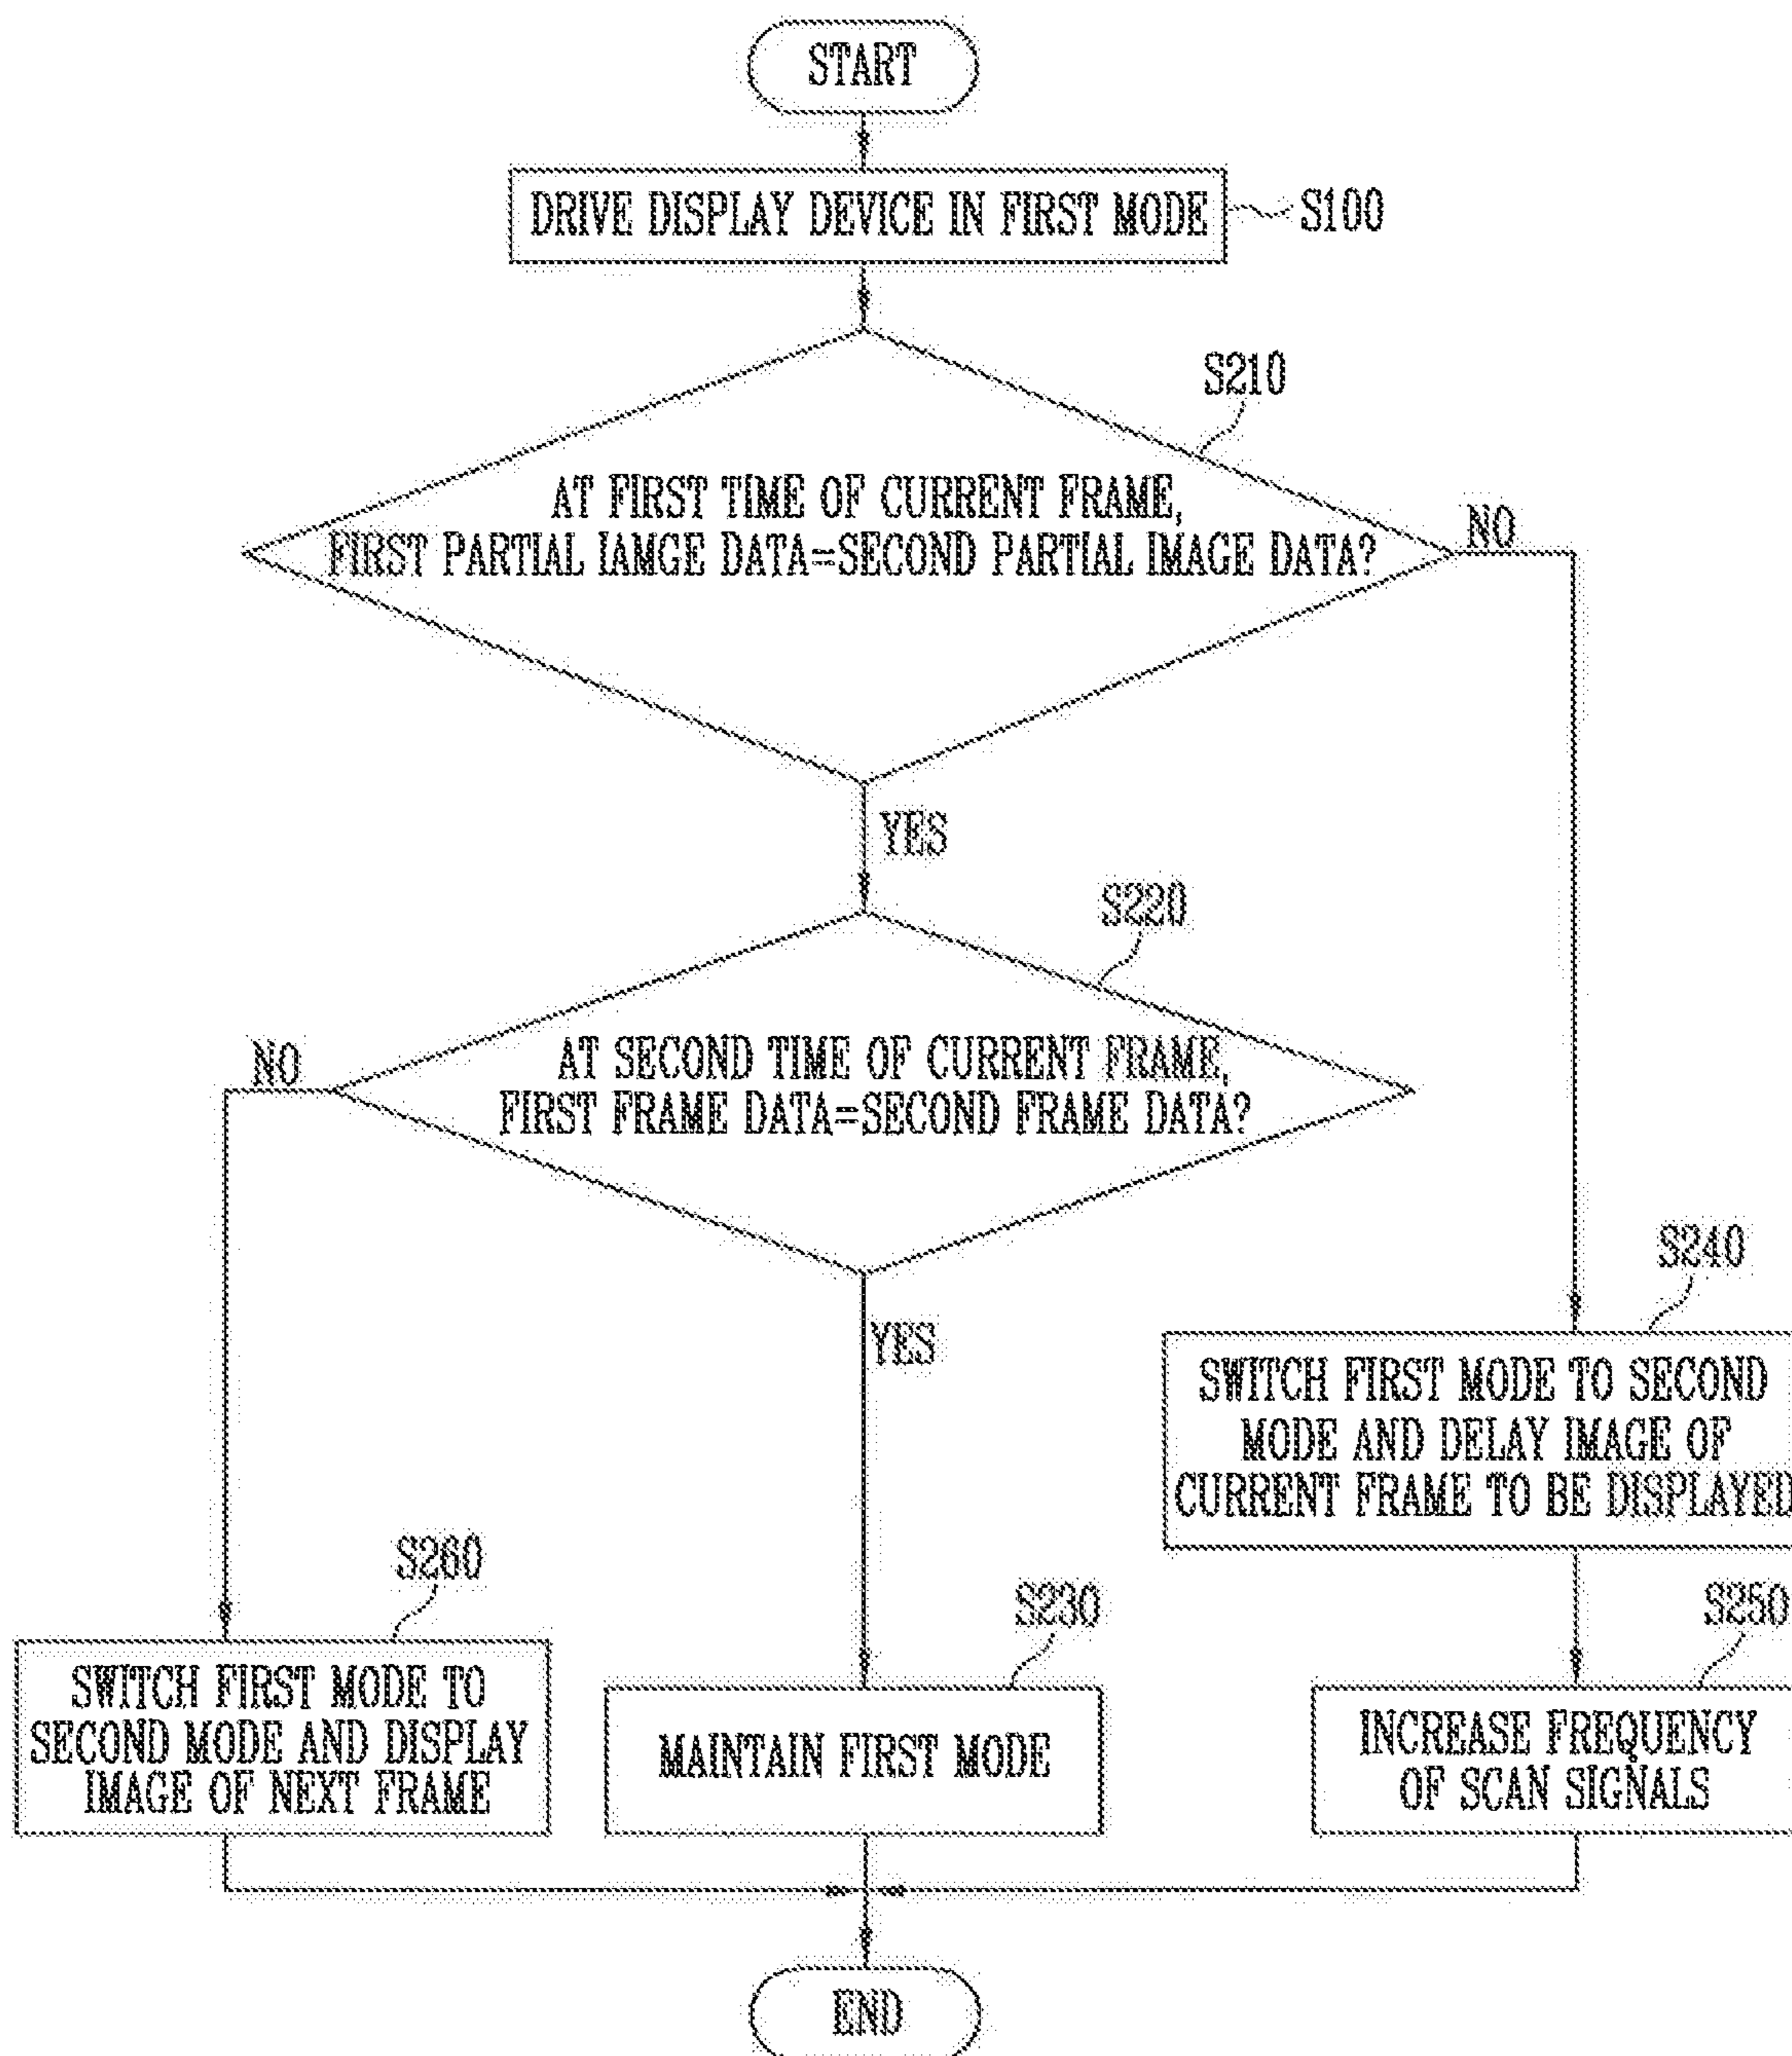 START
DRIVE DISPLAY DEVICE IN FIRST MODE
S100
S210
AT FIRST TIME OF CURRENT FRAME,
FIRST PARTIAL IAMGE DATA=SECOND PARTIAL IMAGE DATA?
NO
YES
S220
AT SECOND TIME OF CURRENT FRAME,
FIRST FRAME DATA=SECOND FRAME DATA?
NO
YES
S240
SWITCH FIRST MODE TO SECOND
MODE AND DELAY IMAGE OF
CURRENT FRAME TO BE DISPLAYED
S260
SWITCH FIRST MODE TO
SECOND MODE AND DISPLAY
IMAGE OF NEXT FRAME
S230
MAINTAIN FIRST MODE
S250
INCREASE FREQUENCY
OF SCAN SIGNALS
END